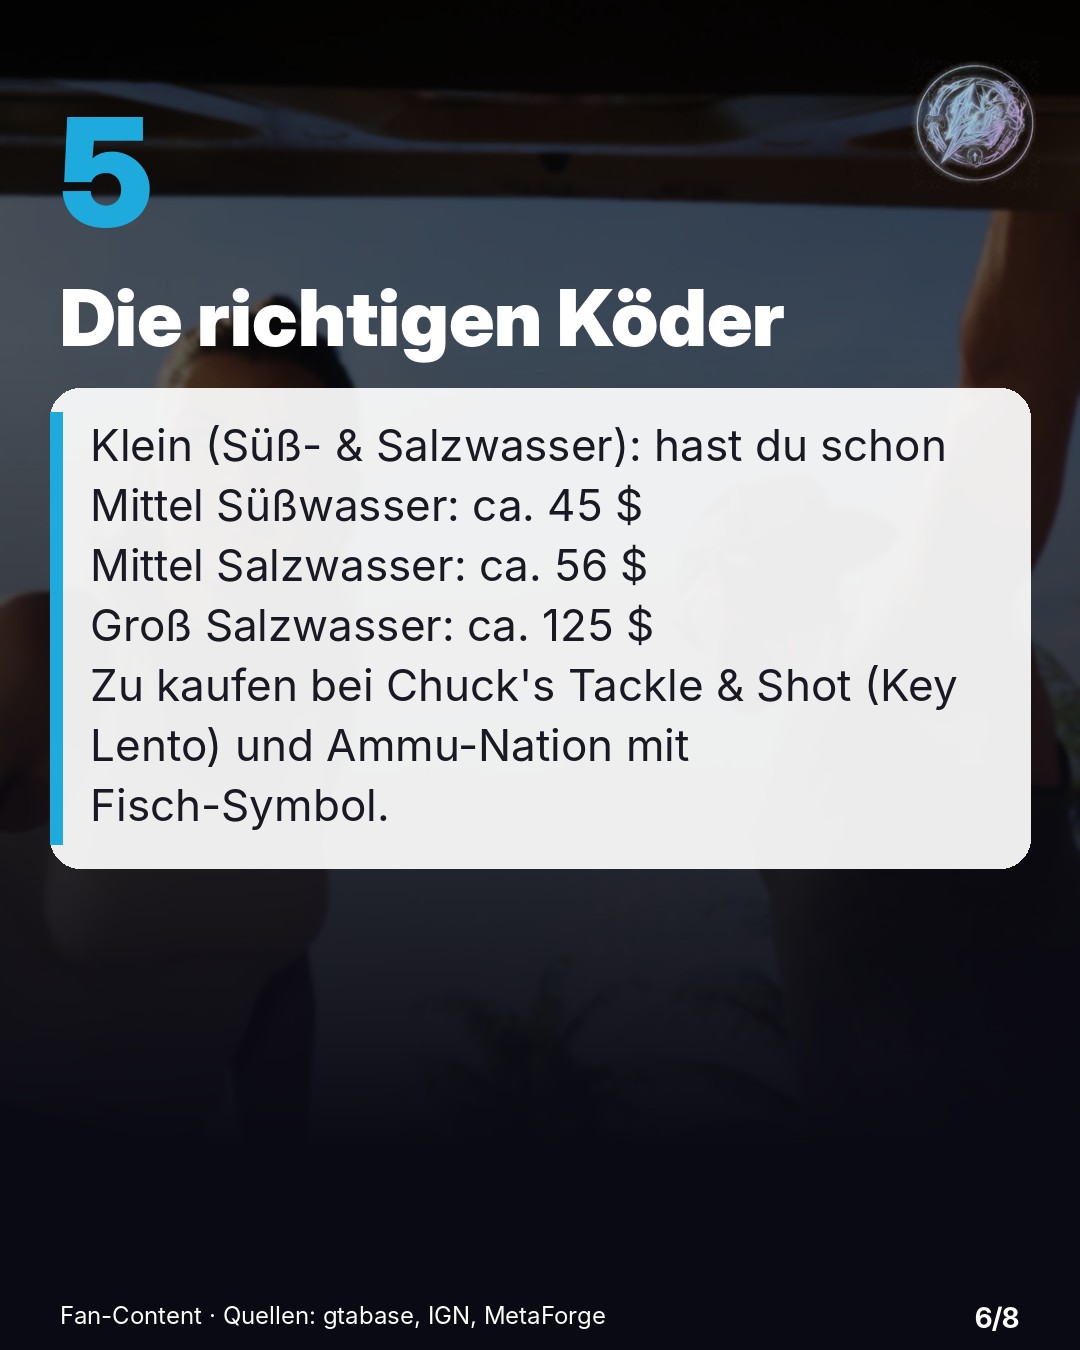 5
Die richtigen Köder
Klein (Süß- & Salzwasser): hast du schon
Mittel Süßwasser: ca. 45 $
Mittel Salzwasser: ca. 56 $
Groß Salzwasser: ca. 125 $
Zu kaufen bei Chuck's Tackle & Shot (Key
Lento) und Ammu-Nation mit
Fisch-Symbol.
Fan-Content · Quellen: gtabase, IGN, MetaForge
6/8